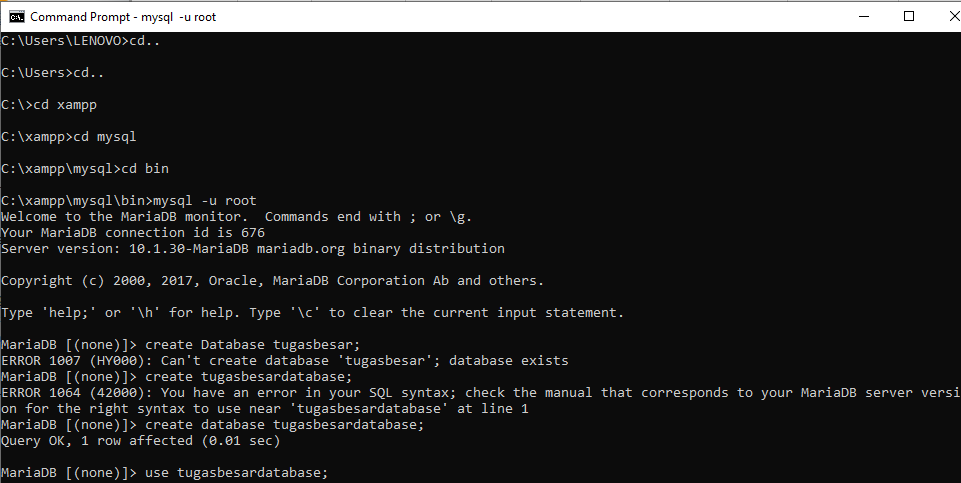 Command Prompt - mysql  -u root
C:\Users\LENOVO>cd..
C:\Users>cd..
C:\>cd xampp
C:\xampp>cd mysql
C:\xampp\mysql>cd bin
C:\xampp\mysql\bin>mysql -u root
Welcome to the MariaDB monitor.  Commands end with ; or \g.
Your MariaDB connection id is 676
Server version: 10.1.30-MariaDB mariadb.org binary distribution
Copyright (c) 2000, 2017, Oracle, MariaDB Corporation Ab and others.
Type 'help;' or '\h' for help. Type '\c' to clear the current input statement.
MariaDB [(none)]> create Database tugasbesar;
ERROR 1007 (HY000): Can't create database 'tugasbesar'; database exists
MariaDB [(none)]> create tugasbesardatabase;
ERROR 1064 (42000): You have an error in your SQL syntax; check the manual that corresponds to your MariaDB server versi
on for the right syntax to use near 'tugasbesardatabase' at line 1
MariaDB [(none)]> create database tugasbesardatabase;
Query OK, 1 row affected (0.01 sec)
MariaDB [(none)]> use tugasbesardatabase;